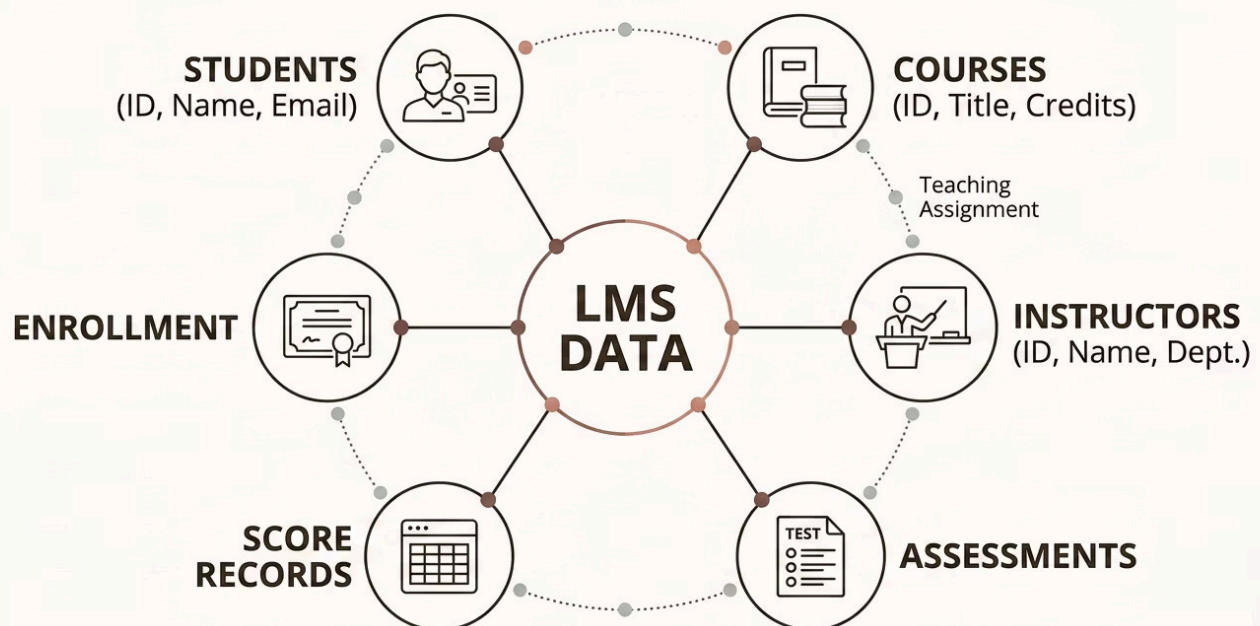 STUDENTS
(ID, Name, Email)
COURSES
(ID, Title, Credits)
Teaching
Assignment
ENROLLMENT
LMS
DATA
INSTRUCTORS
(ID, Name, Dept.)
SCORE
RECORDS
TEST
ASSESSMENTS